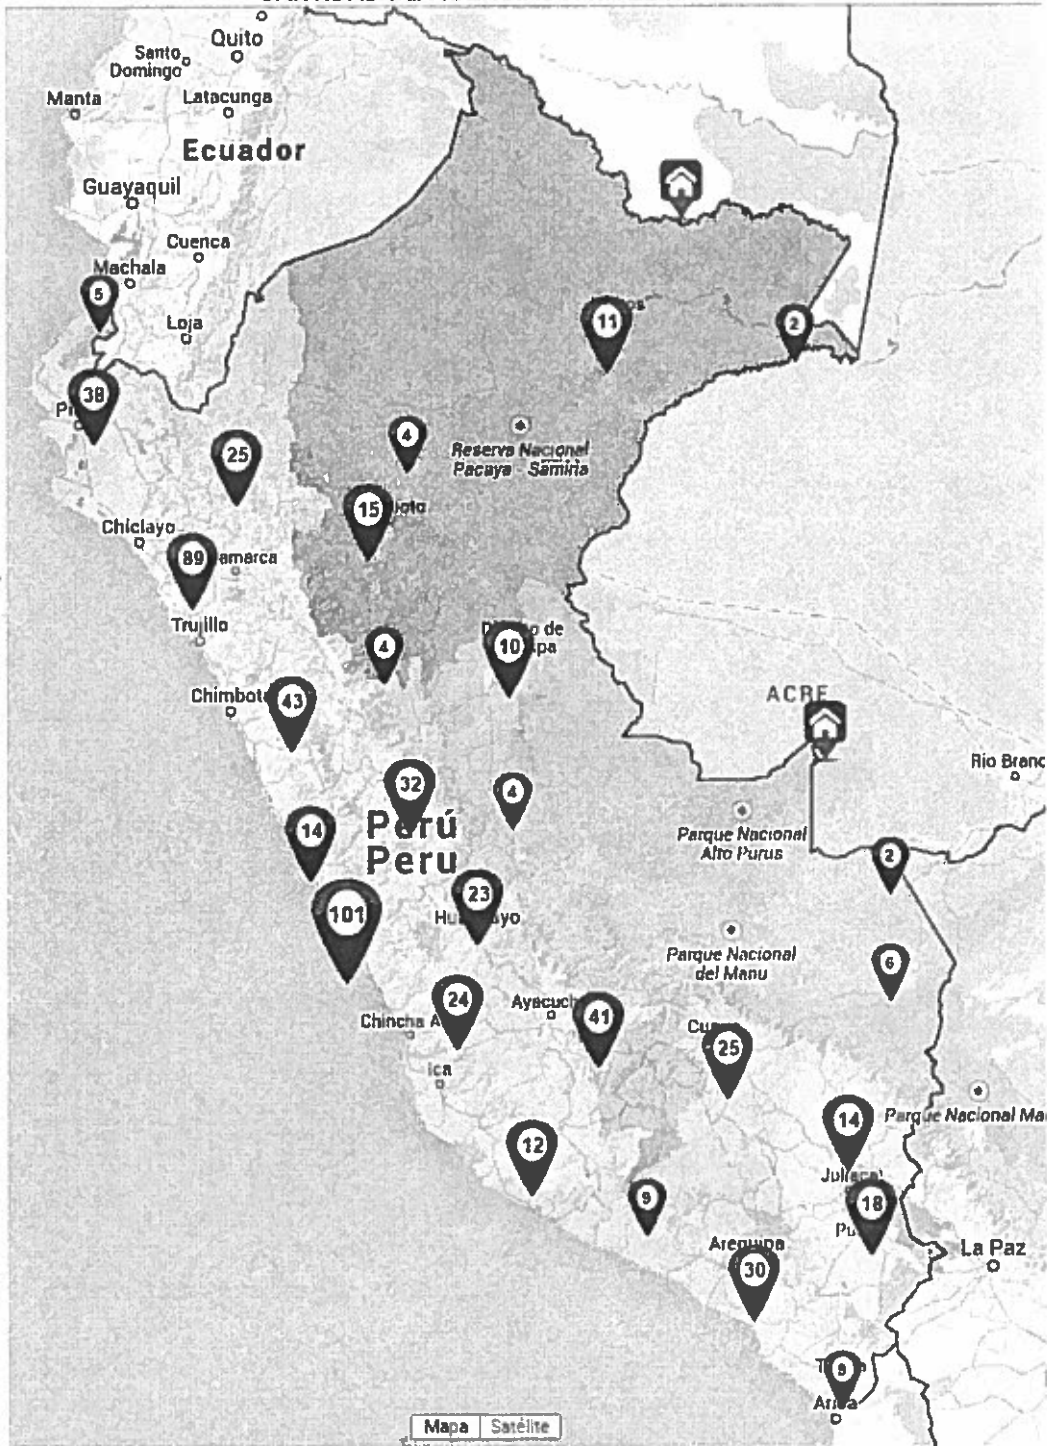 Quito
Santo
Domingo
Manta
Latacunga
Ecuador
Guayaquil
Cuenca
Machala
5
Loja
11
2
38
4
Reserva Nacional
Pacaya Samiria
25
15
Chiclayo
89
amarca
Trujillo
4
10
ACRE
Chimbot
43
Rio Branc
32
4
14
Perú
Peru
Parque Nacional
Alto Purus
2
23
101
Parque Nacional
del Manu
6
24
Ayacuch
41
Chincha A
25
Ica
14
Parque Nacional Ma
12
9
18
La Paz
Arequipa
30
9
Mapa
Satélite